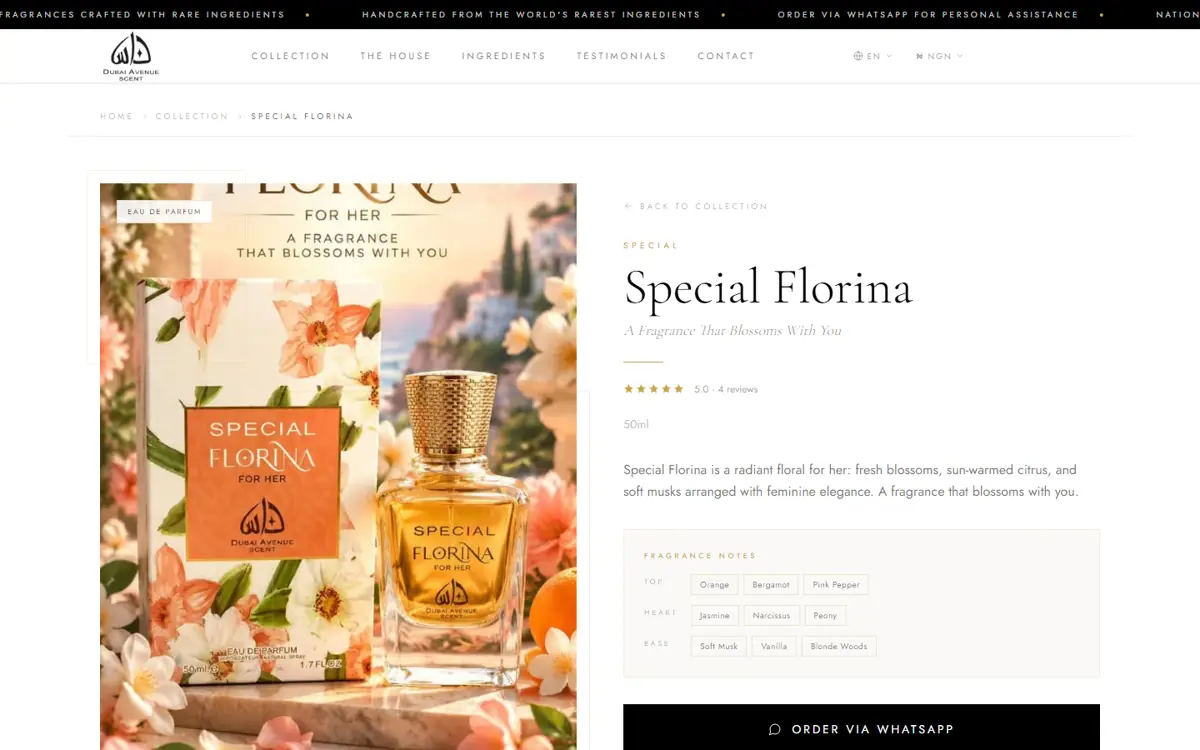 FRAGRANCES CRAFTED WITH RARE INGREDIENTS • HANDCRAFTED FROM THE WORLD'S RAREST INGREDIENTS • ORDER VIA WHATSAPP FOR PERSONAL ASSISTANCE • NATION
DUBAI AVENUE
SCENT
COLLECTION THE HOUSE INGREDIENTS TESTIMONIALS CONTACT EN ₦ NGN
HOME › COLLECTION › SPECIAL FLORINA
EAU DE PARFUM
FLORINA
FOR HER
A FRAGRANCE
THAT BLOSSOMS WITH YOU
SPECIAL
FLORINA
FOR HER
DUBAI AVENUE
SCENT
EAU DE PARFUM
VAPORISATEUR NATURAL SPRAY
50ml.e 1.7FL.OZ
SPECIAL
FLORINA
FOR HER
DUBAI AVENUE
SCENT
← BACK TO COLLECTION
SPECIAL
Special Florina
A Fragrance That Blossoms With You
★★★★★ 5.0 · 4 reviews
50ml
Special Florina is a radiant floral for her: fresh blossoms, sun-warmed citrus, and
soft musks arranged with feminine elegance. A fragrance that blossoms with you.
FRAGRANCE NOTES
TOP Orange Bergamot Pink Pepper
HEART Jasmine Narcissus Peony
BASE Soft Musk Vanilla Blonde Woods
ORDER VIA WHATSAPP